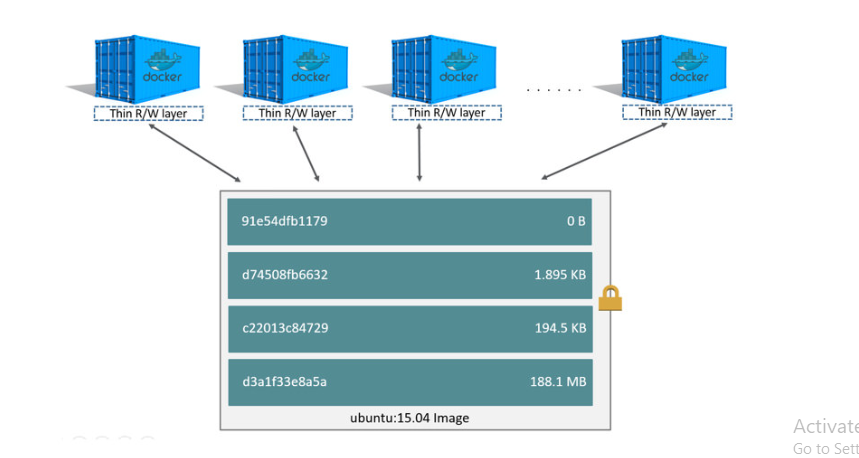 docker docker docker docker
Thin R/W layer Thin R/W layer Thin R/W layer . . . . . . Thin R/W layer
91e54dfb1179 0 B
d74508fb6632 1.895 KB
c22013c84729 194.5 KB
d3a1f33e8a5a 188.1 MB
ubuntu:15.04 Image
Activate
Go to Sett